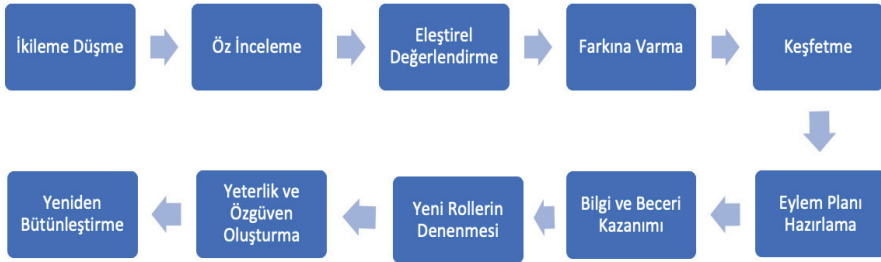 İkileme Düşme
Öz İnceleme
Eleştirel
Değerlendirme
Farkına Varma
Keşfetme
Eylem Planı
Hazırlama
Bilgi ve Beceri
Kazanımı
Yeni Rollerin
Denenmesi
Yeterlik ve
Özgüven
Oluşturma
Yeniden
Bütünleştirme